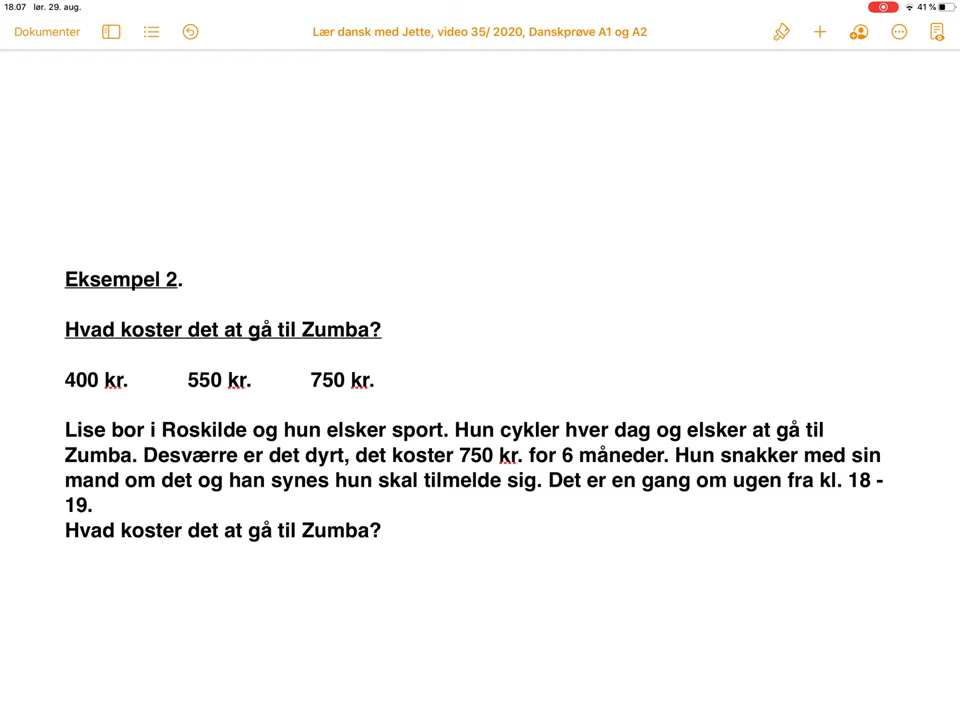 18.07 lør. 29. aug.
41 %
Dokumenter
Lær dansk med Jette, video 35/ 2020, Danskprøve A1 og A2
Eksempel 2.
Hvad koster det at gå til Zumba?
400 kr. 550 kr. 750 kr.
Lise bor i Roskilde og hun elsker sport. Hun cykler hver dag og elsker at gå til
Zumba. Desværre er det dyrt, det koster 750 kr. for 6 måneder. Hun snakker med sin
mand om det og han synes hun skal tilmelde sig. Det er en gang om ugen fra kl. 18 -
19.
Hvad koster det at gå til Zumba?